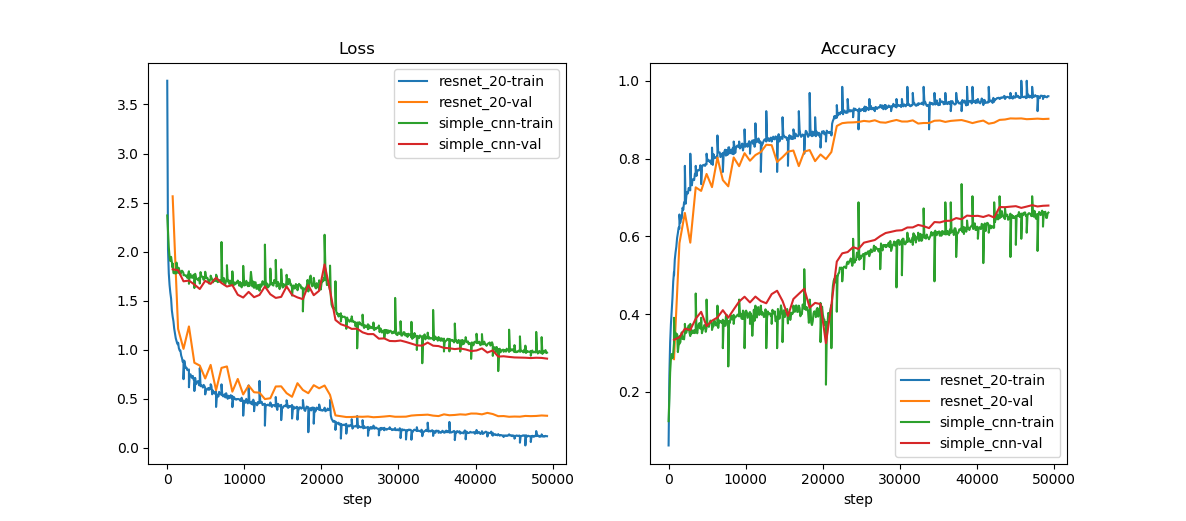 Loss
3.5
3.0
2.5
2.0
1.5
1.0
0.5
0.0
0 10000 20000 30000 40000 50000
step
resnet_20-train
resnet_20-val
simple_cnn-train
simple_cnn-val
Accuracy
1.0
0.8
0.6
0.4
0.2
0 10000 20000 30000 40000 50000
step
resnet_20-train
resnet_20-val
simple_cnn-train
simple_cnn-val